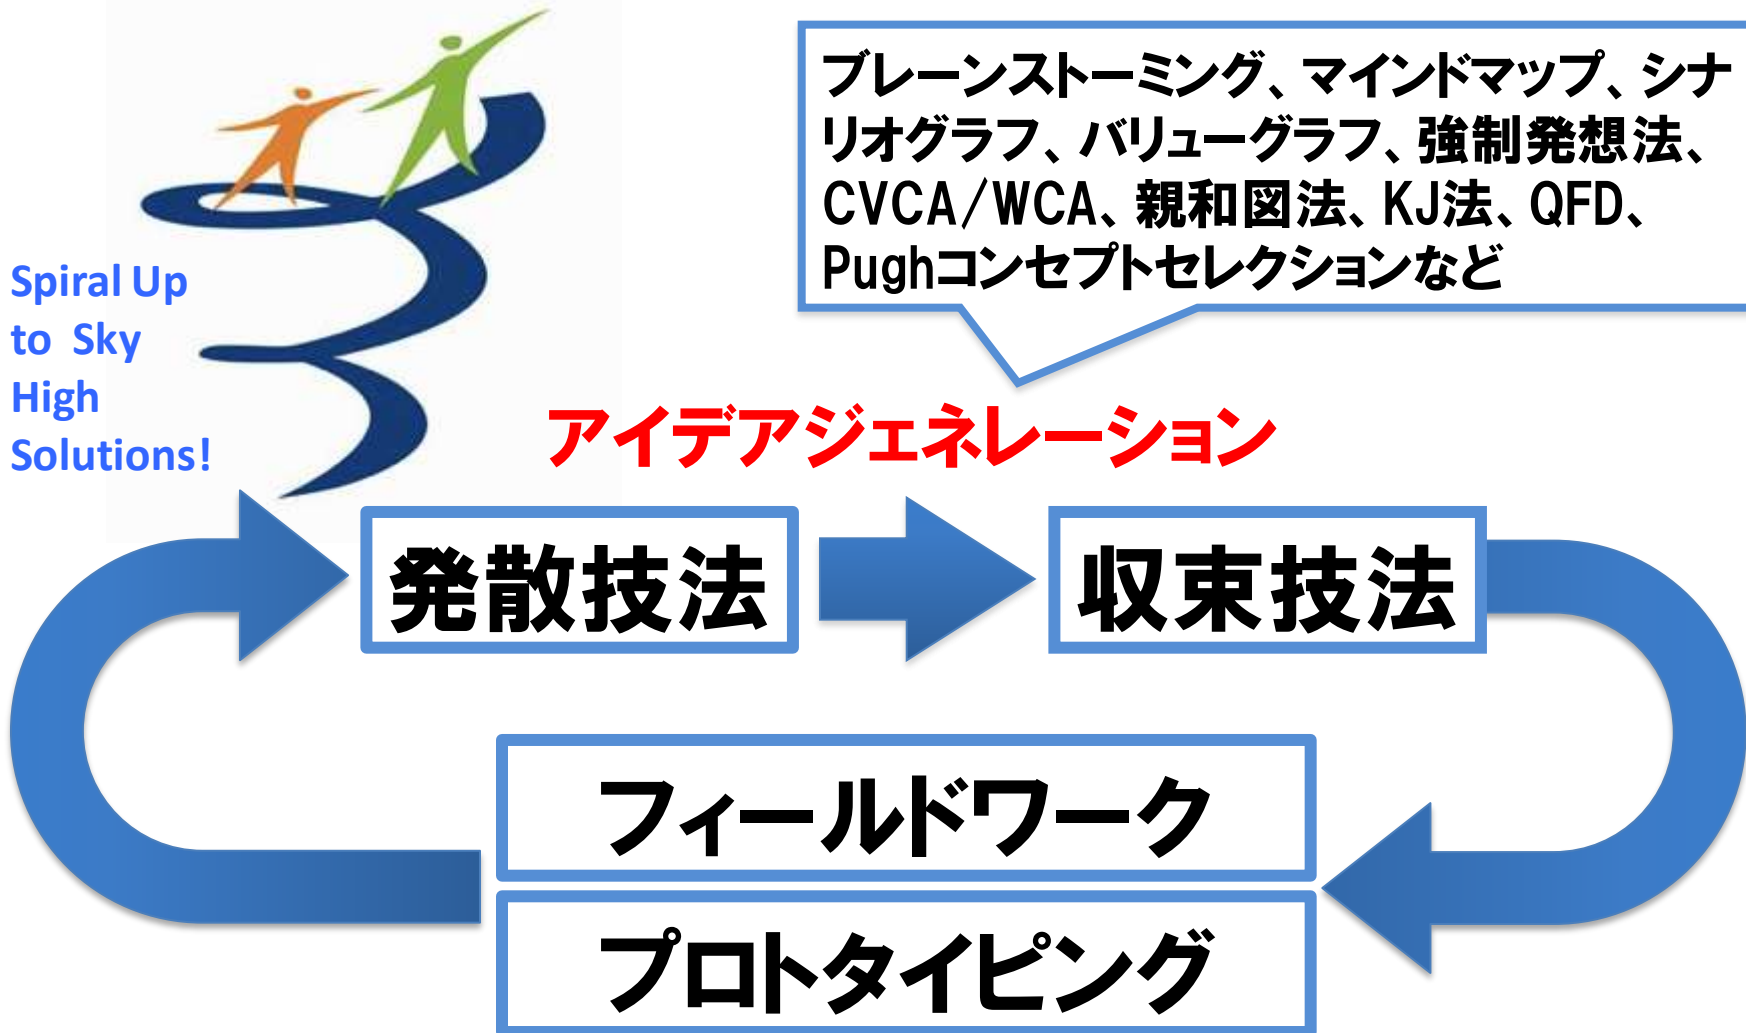 ブレーンストーミング、マインドマップ、シナ
リオグラフ、バリューグラフ、強制発想法、
CVCA/WCA、親和図法、KJ法、QFD、
Pughコンセプトセレクションなど
Spiral Up
to Sky
High
Solutions!
アイデアジェネレーション
発散技法
収束技法
フィールドワーク
プロトタイピング